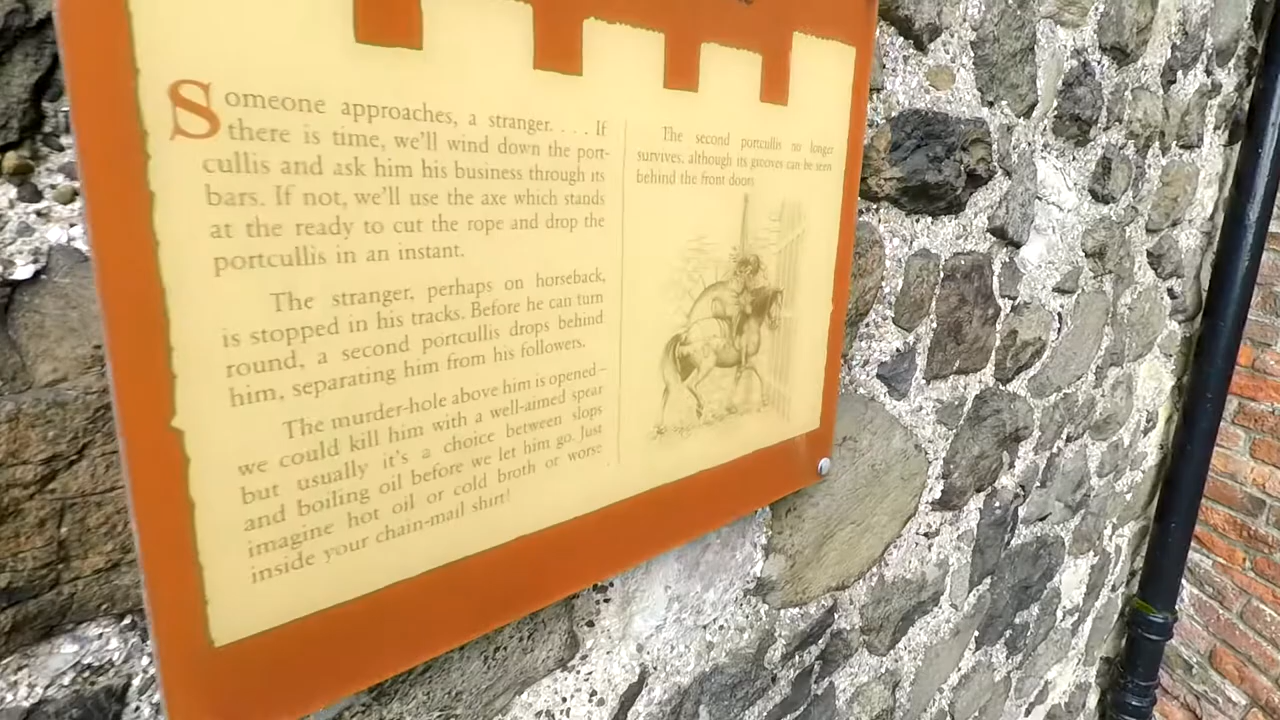 Someone approaches, a stranger. . . . If
there is time, we'll wind down the port-
cullis and ask him his business through its
bars. If not, we'll use the axe which stands
at the ready to cut the rope and drop the
portcullis in an instant.
The stranger, perhaps on horseback,
is stopped in his tracks. Before he can turn
round, a second portcullis drops behind
him, separating him from his followers.
The murder-hole above him is opened–
we could kill him with a well-aimed spear
but usually it's a choice between slops
and boiling oil before we let him go. Just
imagine hot oil or cold broth or worse
inside your chain-mail shirt!
The second portcullis no longer
survives, although its grooves can be seen
behind the front door.